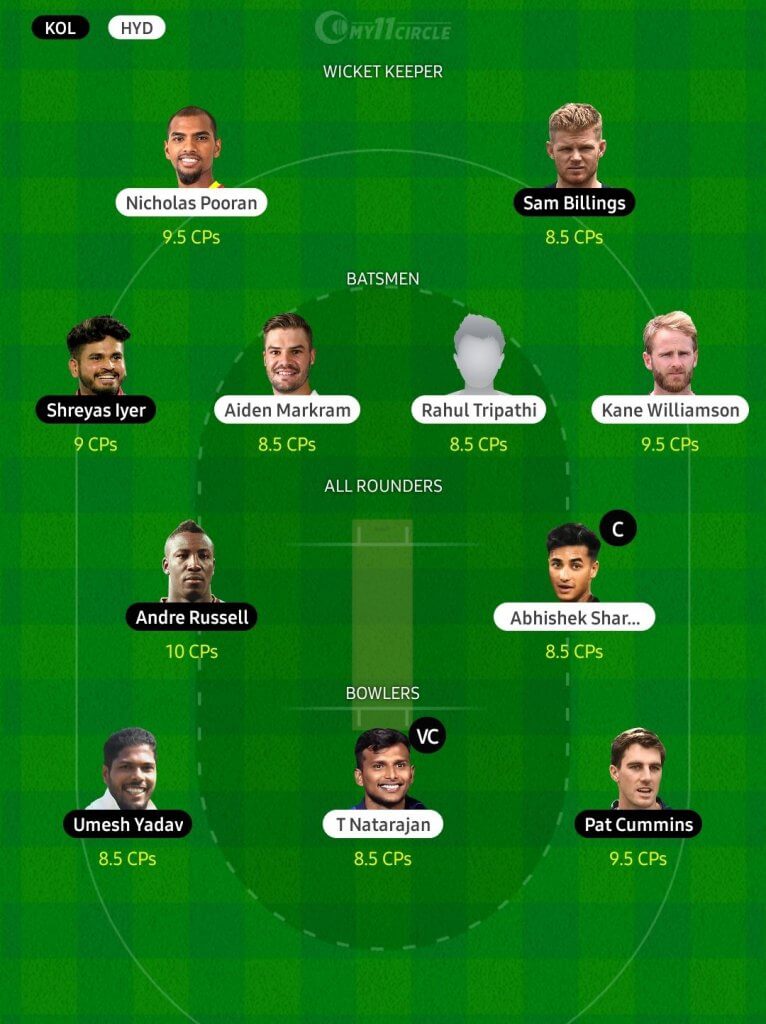 KOL HYD MY11CIRCLE
WICKET KEEPER
Nicholas Pooran Sam Billings
9.5 CPs 8.5 CPs
BATSMEN
Shreyas Iyer Aiden Markram Rahul Tripathi Kane Williamson
9 CPs 8.5 CPs 8.5 CPs 9.5 CPs
ALL ROUNDERS
C
Andre Russell Abhishek Shar...
10 CPs 8.5 CPs
BOWLERS
VC
Umesh Yadav T Natarajan Pat Cummins
8.5 CPs 8.5 CPs 9.5 CPs